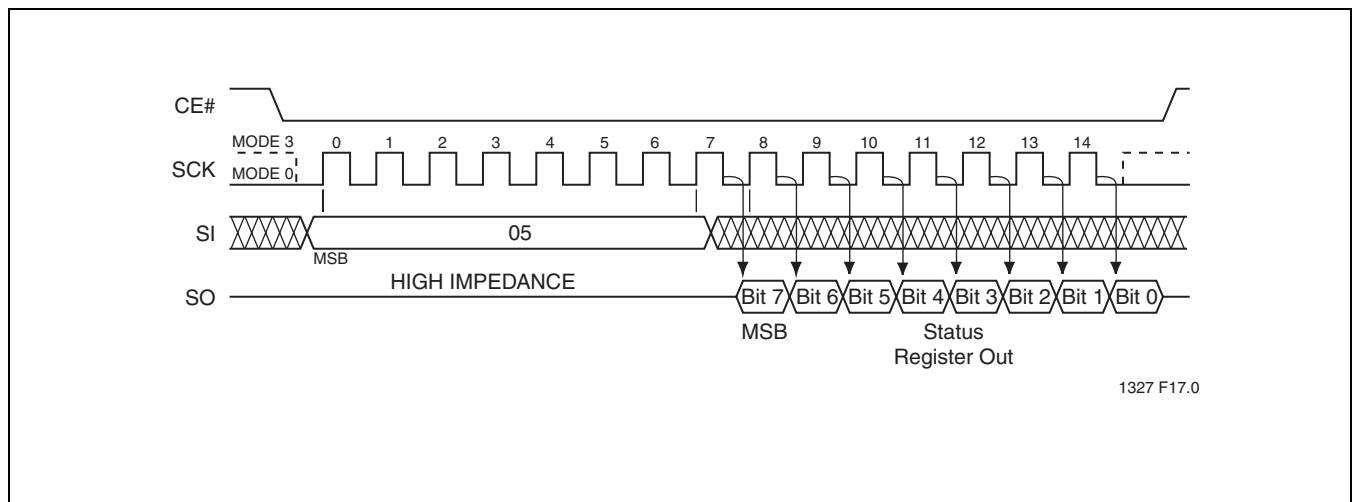 CE#
MODE 3 0 1 2 3 4 5 6 7 8 9 10 11 12 13 14
SCK
MODE 0
SI 05
MSB
HIGH IMPEDANCE
SO Bit 7 Bit 6 Bit 5 Bit 4 Bit 3 Bit 2 Bit 1 Bit 0
MSB Status
Register Out
1327 F17.0